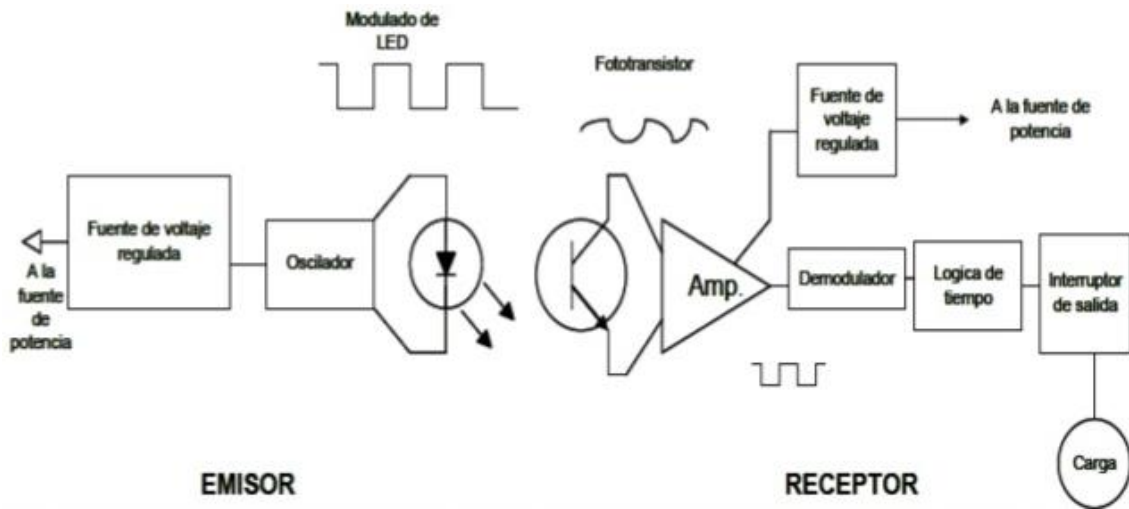 Modulado de
LED
Fototransistor
Fuente de
voltaje
regulada
A la fuente de
potencia
Fuente de voltaje
regulada
Oscilador
A la
fuente
de
potencia
Amp.
Demodulador
Logica de
tiempo
Interruptor
de salida
Carga
EMISOR
RECEPTOR